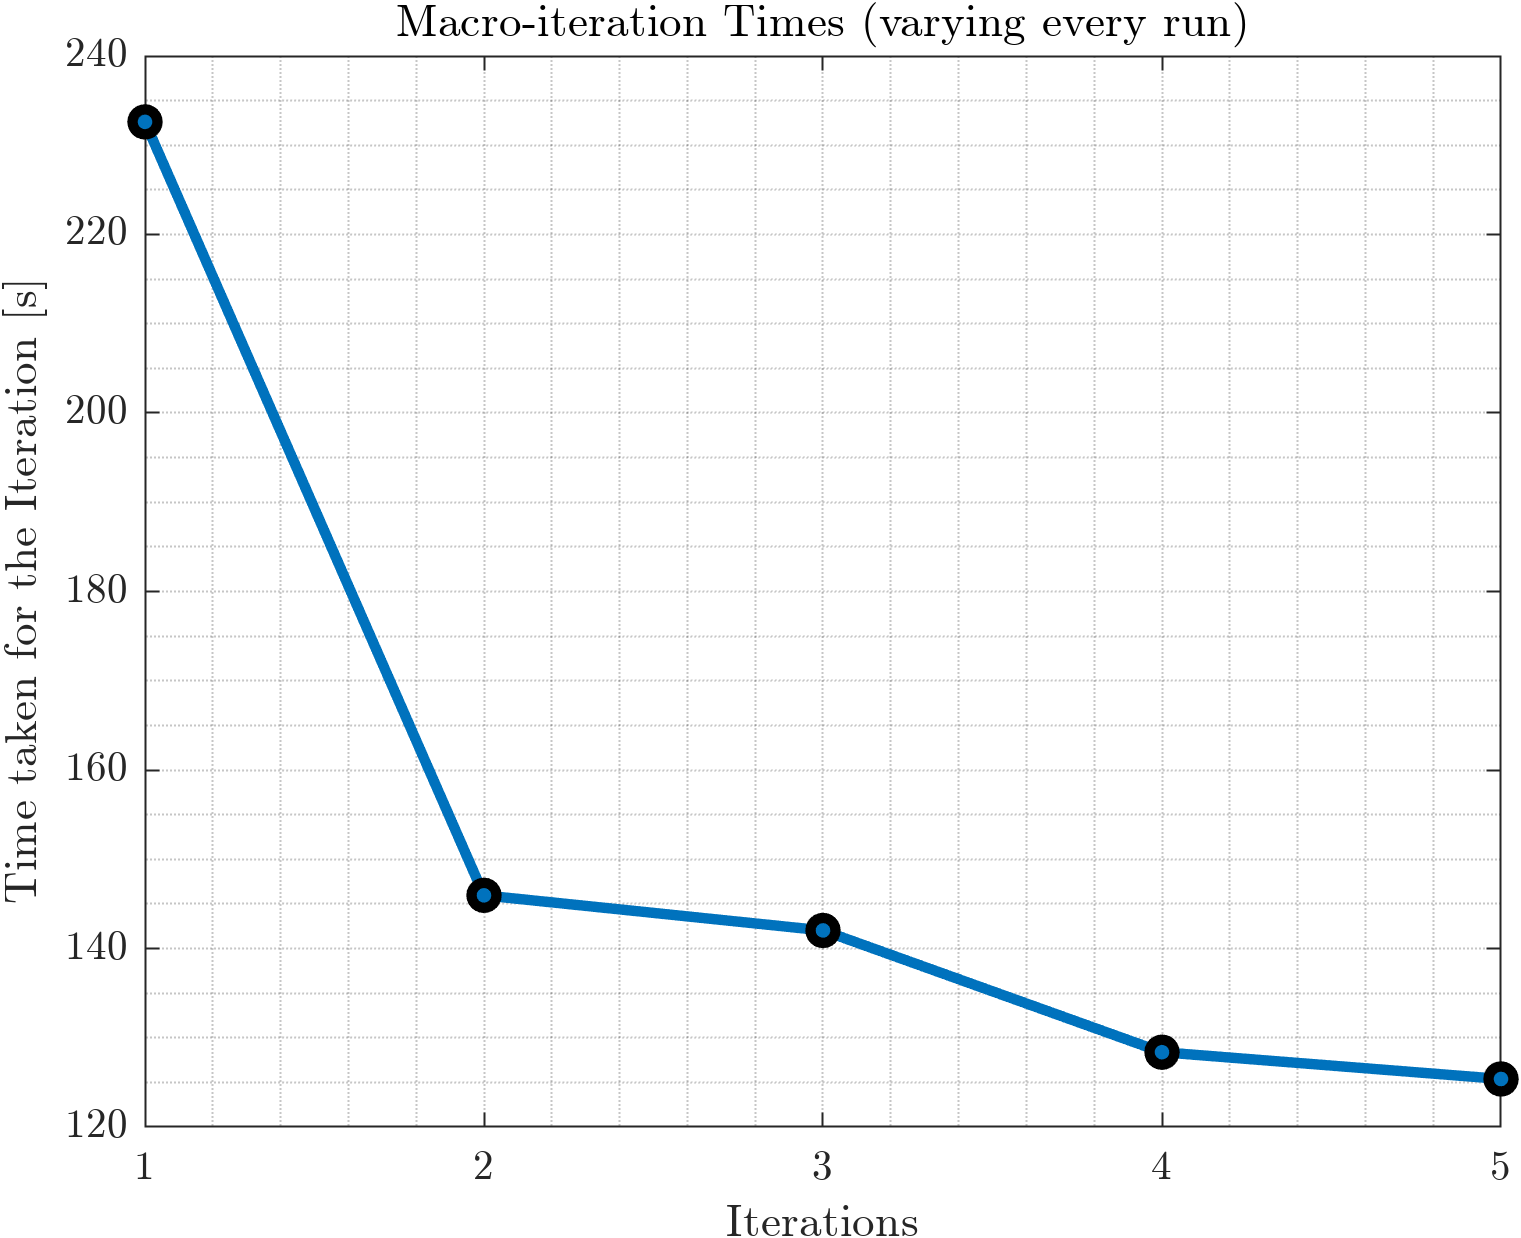 Macro-iteration Times (varying every run)
240
220
200
180
160
140
120
Time taken for the Iteration [s]
1 2 3 4 5
Iterations